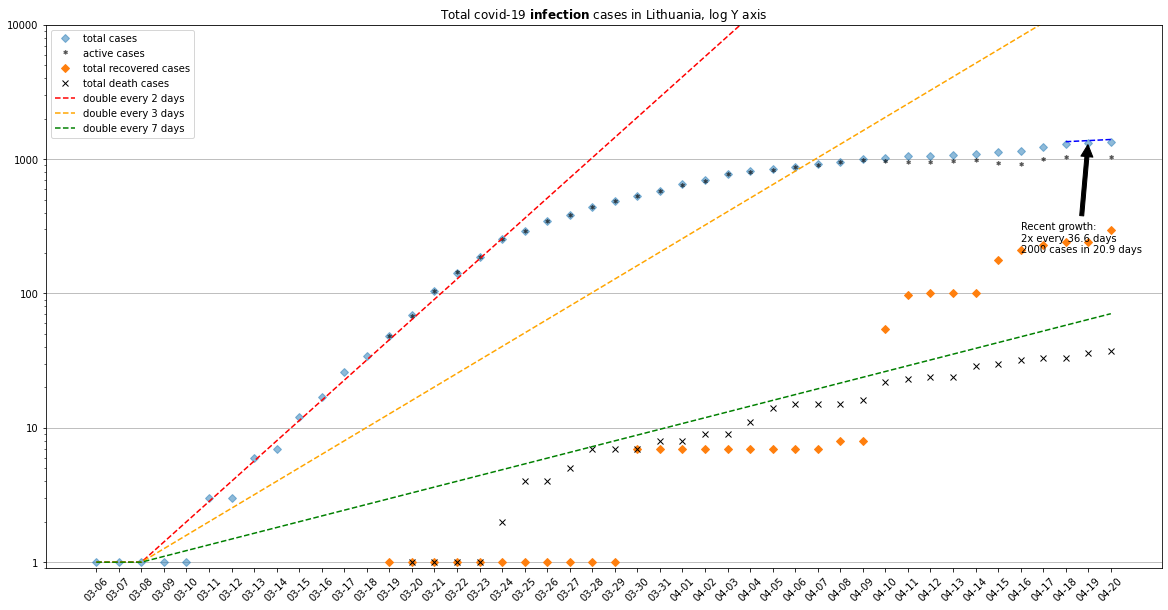 Total covid-19 infection cases in Lithuania, log Y axis
10000
1000
100
10
1
total cases
active cases
total recovered cases
total death cases
double every 2 days
double every 3 days
double every 7 days
Recent growth:
2x every 36.6 days
2000 cases in 20.9 days
03-06 03-07 03-08 03-09 03-10 03-11 03-12 03-13 03-14 03-15 03-16 03-17 03-18 03-19 03-20 03-21 03-22 03-23 03-24 03-25 03-26 03-27 03-28 03-29 03-30 03-31 04-01 04-02 04-03 04-04 04-05 04-06 04-07 04-08 04-09 04-10 04-11 04-12 04-13 04-14 04-15 04-16 04-17 04-18 04-19 04-20